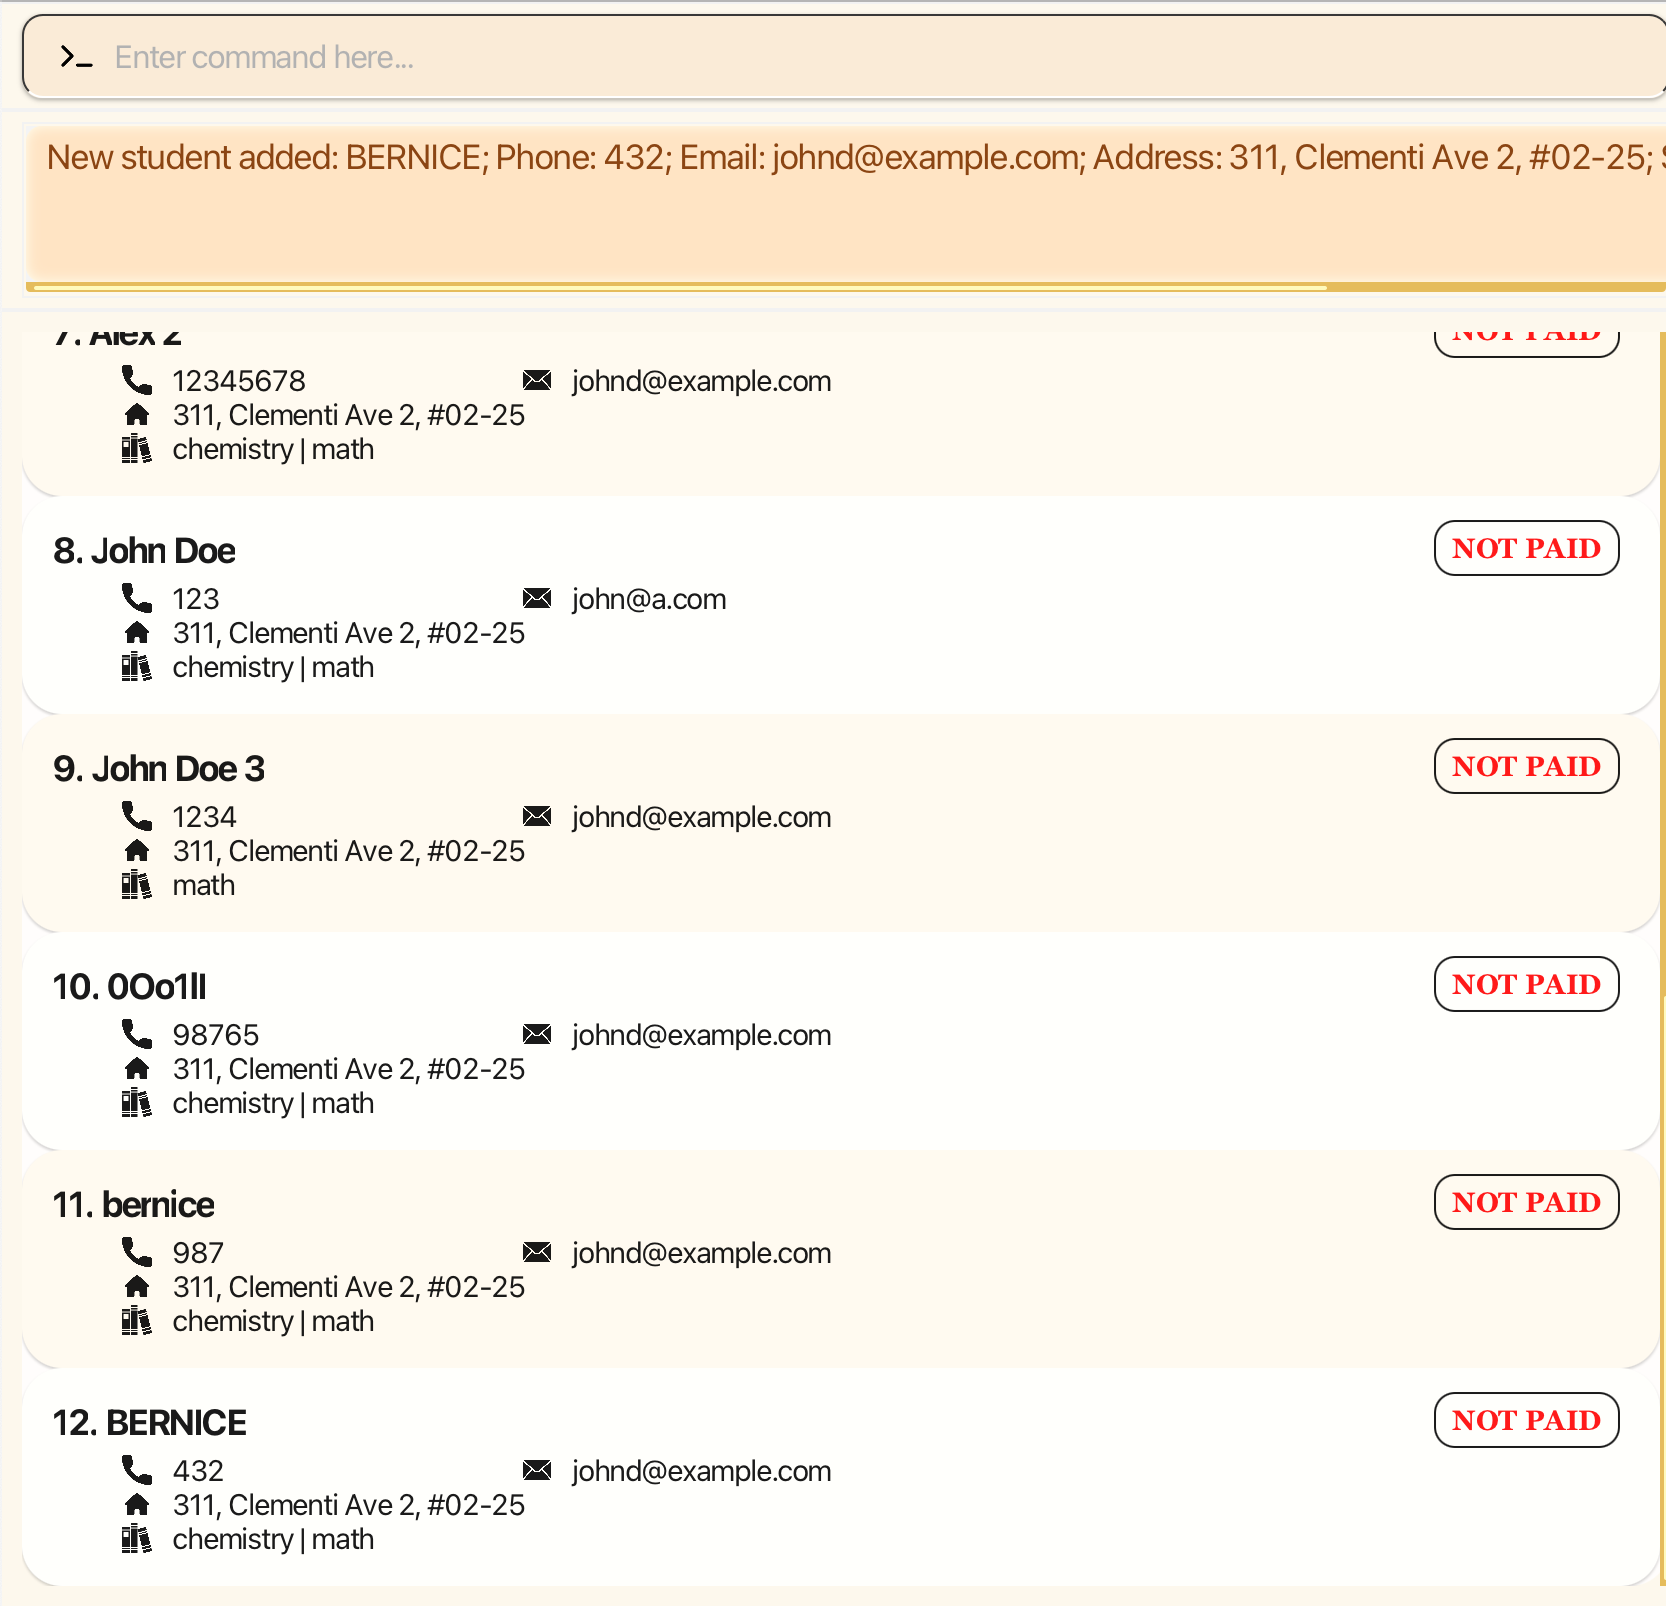 Enter command here...
New student added: BERNICE; Phone: 432; Email: johnd@example.com; Address: 311, Clementi Ave 2, #02-25;
7. Alex 2 NOT PAID
12345678 johnd@example.com
311, Clementi Ave 2, #02-25
chemistry | math
8. John Doe NOT PAID
123 john@a.com
311, Clementi Ave 2, #02-25
chemistry | math
9. John Doe 3 NOT PAID
1234 johnd@example.com
311, Clementi Ave 2, #02-25
math
10. 0Oo1lI NOT PAID
98765 johnd@example.com
311, Clementi Ave 2, #02-25
chemistry | math
11. bernice NOT PAID
987 johnd@example.com
311, Clementi Ave 2, #02-25
chemistry | math
12. BERNICE NOT PAID
432 johnd@example.com
311, Clementi Ave 2, #02-25
chemistry | math